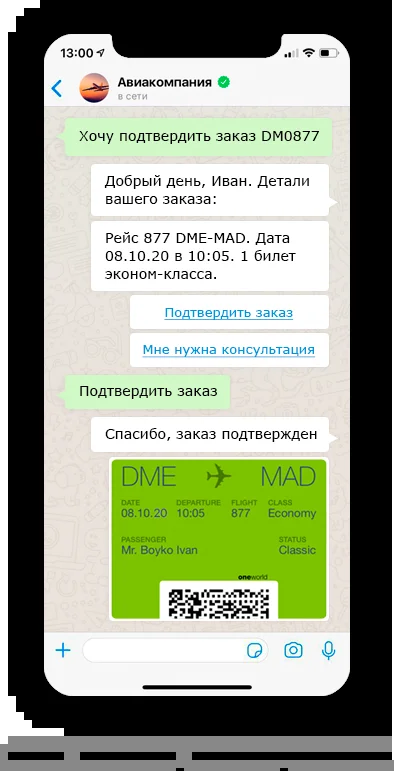 13:00
Авиакомпания
в сети
Хочу подтвердить заказ DM0877
Добрый день, Иван. Детали
вашего заказа:
Рейс 877 DME-MAD. Дата
08.10.20 в 10:05. 1 билет
эконом-класса.
Подтвердить заказ
Мне нужна консультация
Подтвердить заказ
Спасибо, заказ подтвержден
DME MAD
DATE DEPARTURE FLIGHT CLASS
08.10.20 10:05 877 Economy
PASSENGER STATUS
Mr. Boyko Ivan Classic
oneworld